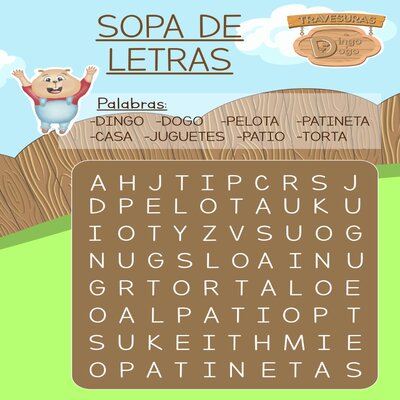 SOPA DE
LETRAS
TRAVESURAS
Dingo
Dogo
Palabras:
-DINGO -DOGO -PELOTA -PATINETA
-CASA -JUGUETES -PATIO -TORTA
A H J T I P C R S J
D P E L O T A U K U
I O T Y Z V S U O G
N U G S L O A I N U
G R T O R T A L O E
O A L P A T I O P T
S U K E I T H M I E
O P A T I N E T A S